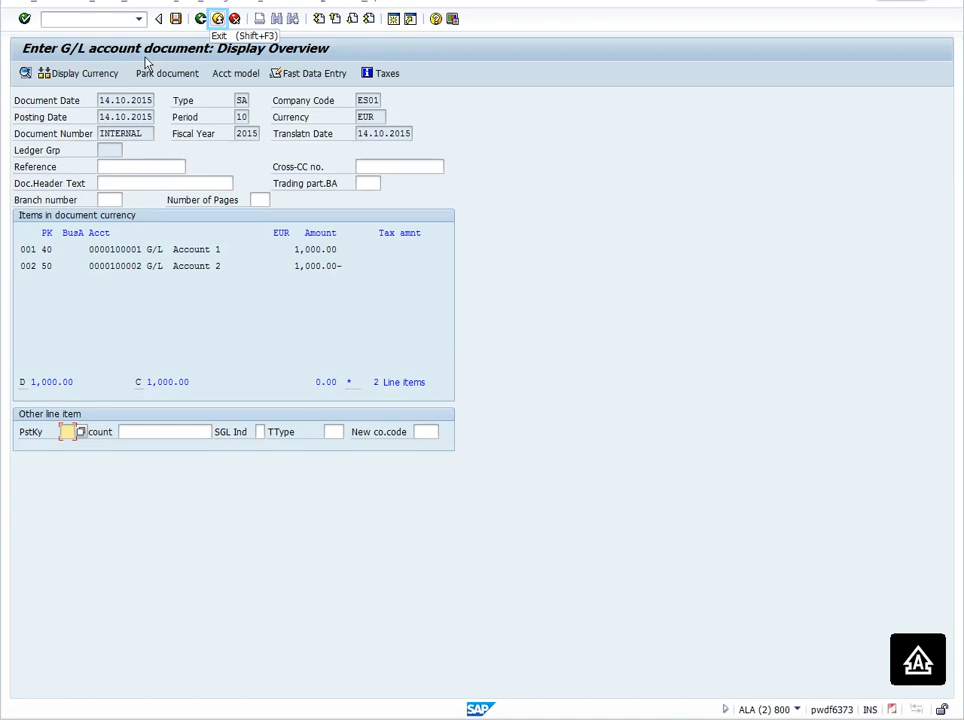 Exit (Shift+F3)
Enter G/L account document: Display Overview
Display Currency Park document Acct model Fast Data Entry Taxes
Document Date 14.10.2015 Type SA Company Code ES01
Posting Date 14.10.2015 Period 10 Currency EUR
Document Number INTERNAL Fiscal Year 2015 Translatn Date 14.10.2015
Ledger Grp
Reference Cross-CC no.
Doc.Header Text Trading part.BA
Branch number Number of Pages
Items in document currency
PK BusA Acct EUR Amount Tax amnt
001 40 0000100001 G/L Account 1 1,000.00
002 50 0000100002 G/L Account 2 1,000.00-
D 1,000.00 C 1,000.00 0.00 * 2 Line items
Other line item
PstKy count SGL Ind TType New co.code
A
SAP ALA (2) 800 pwdf6373 INS